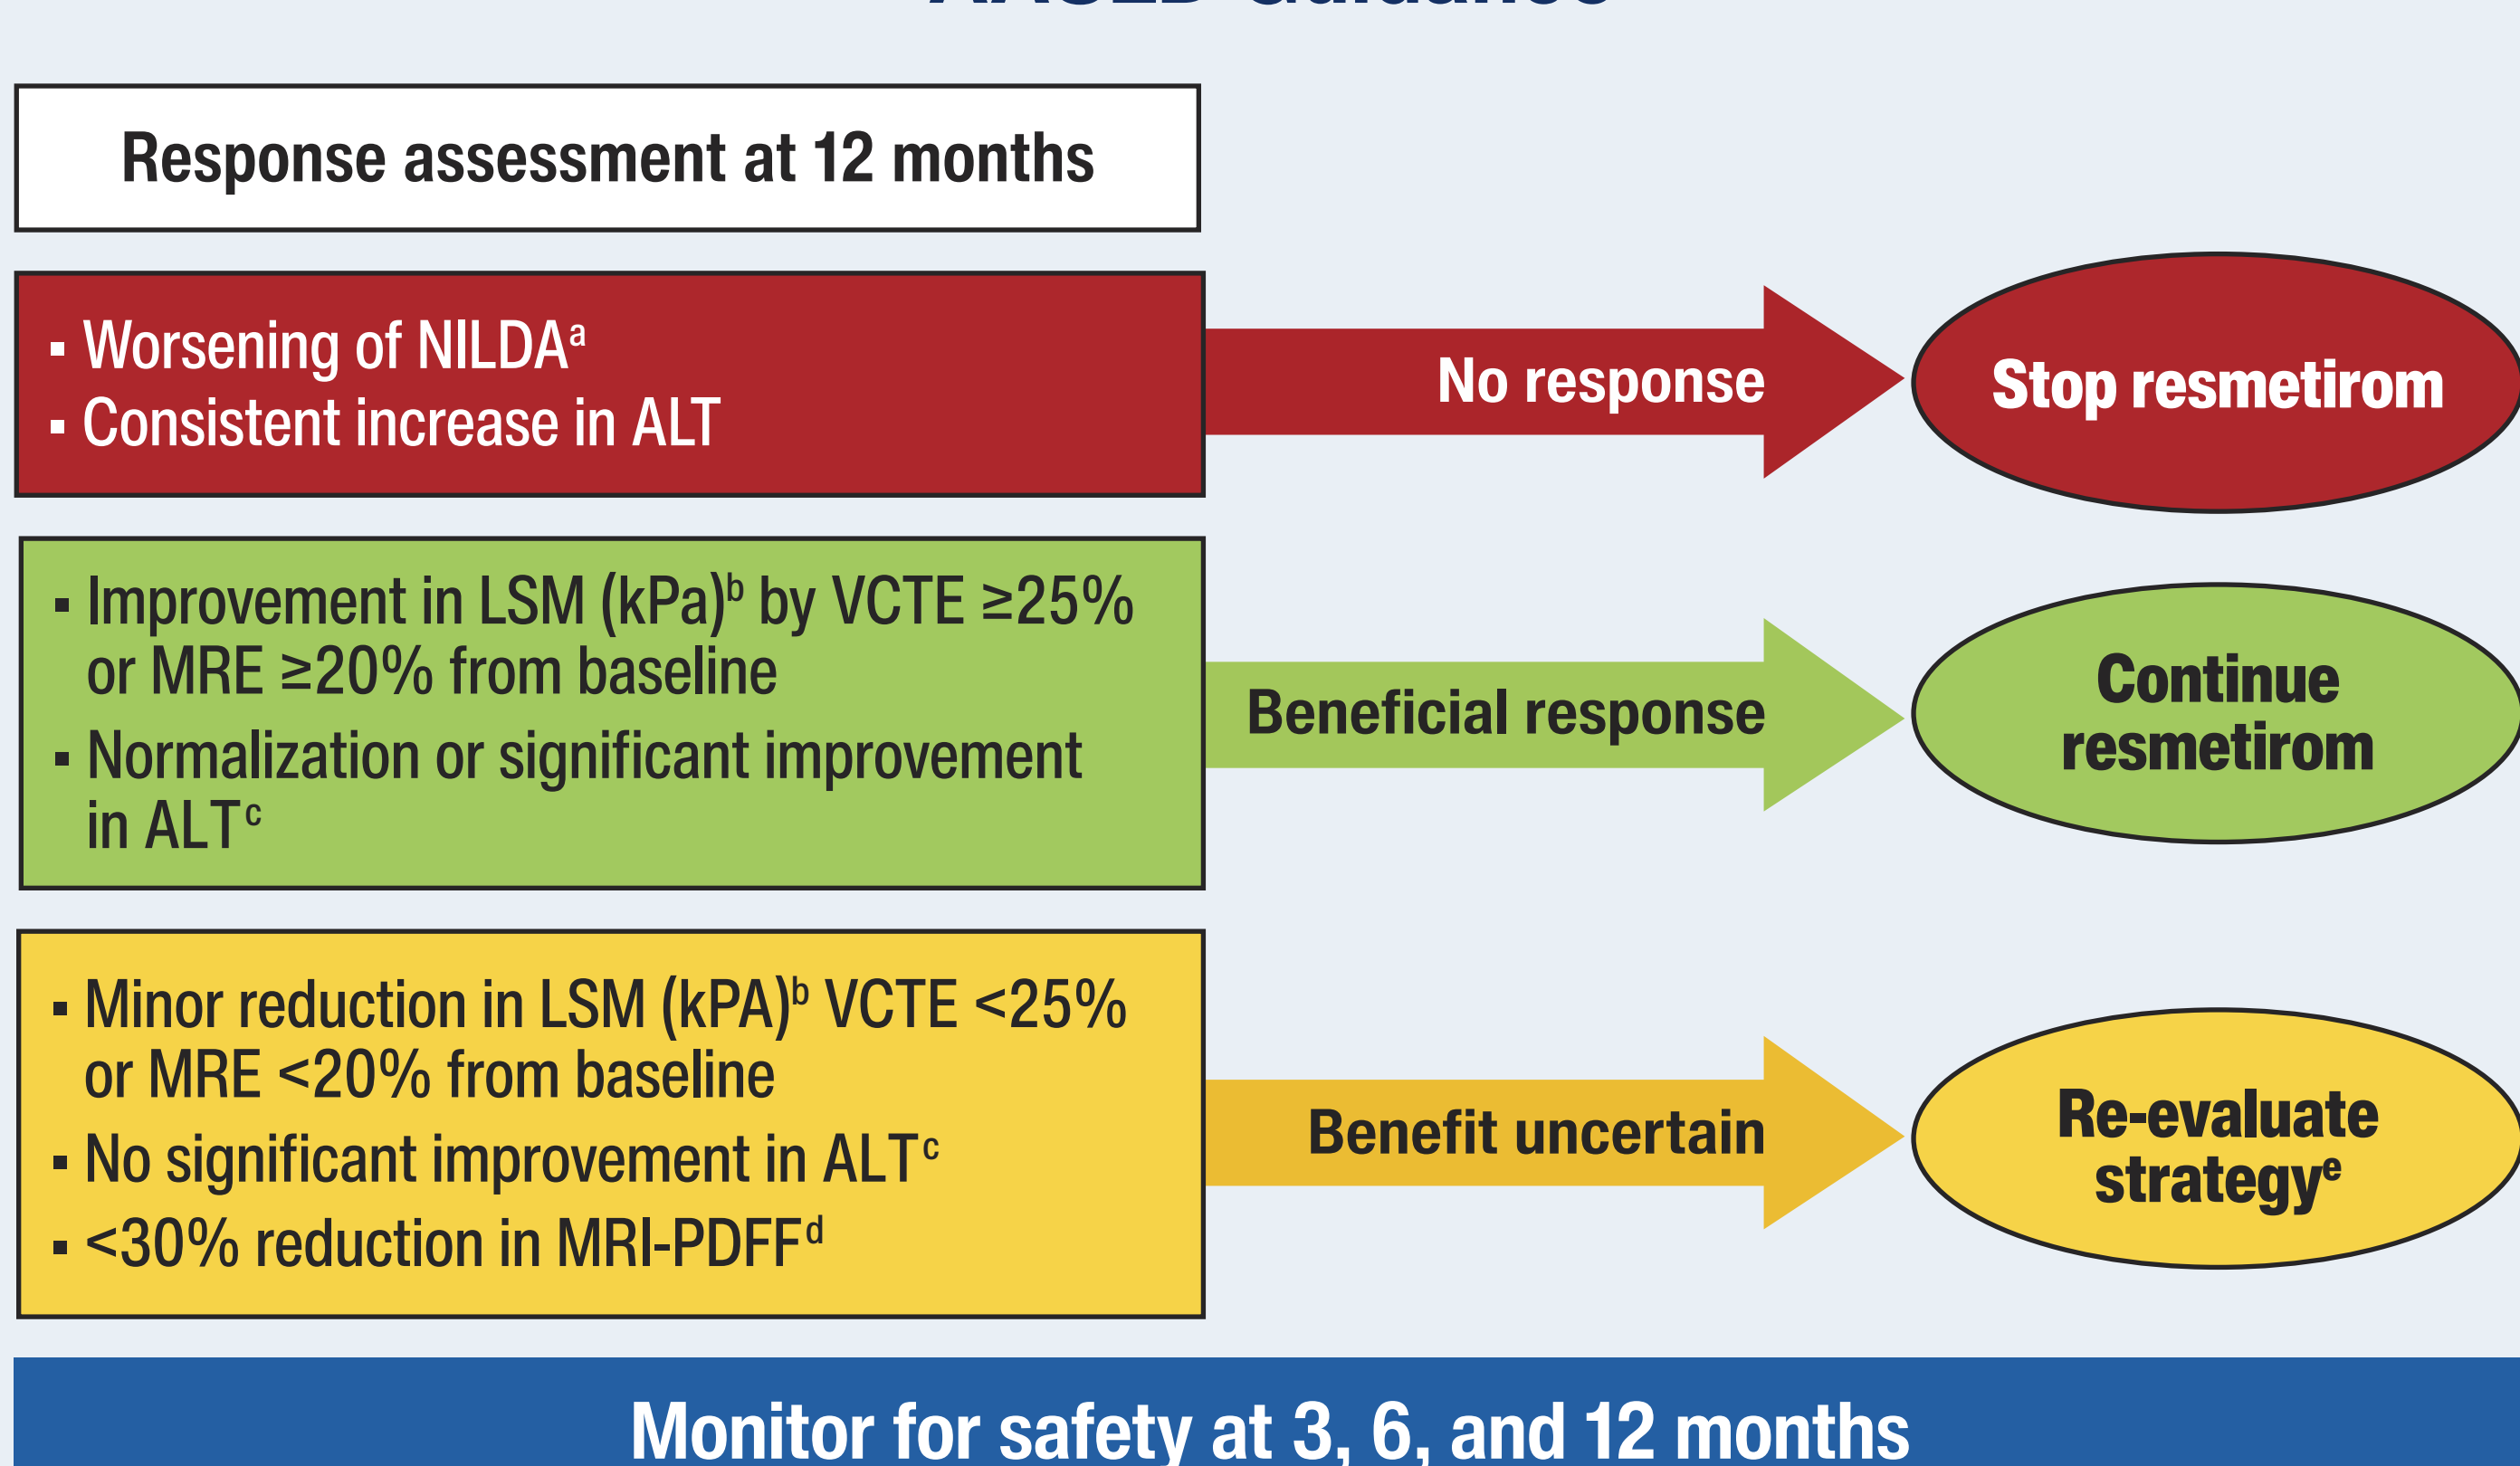 Response assessment at 12 months
▪ Worsening of NILDAᵃ
▪ Consistent increase in ALT
No response
Stop resmetirom
▪ Improvement in LSM (kPa)ᵇ by VCTE ≥25%
or MRE ≥20% from baseline
▪ Normalization or significant improvement
in ALTᶜ
Beneficial response
Continue
resmetirom
▪ Minor reduction in LSM (kPA)ᵇ VCTE <25%
or MRE <20% from baseline
▪ No significant improvement in ALTᶜ
▪ <30% reduction in MRI-PDFFᵈ
Benefit uncertain
Re-evaluate
strategyᵉ
Monitor for safety at 3, 6, and 12 months